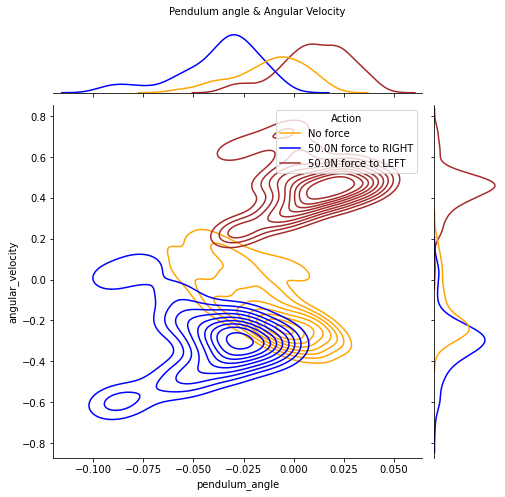 Pendulum angle & Angular Velocity
Action
No force
50.0N force to RIGHT
50.0N force to LEFT
0.8
0.6
0.4
0.2
0.0
−0.2
−0.4
−0.6
−0.8
angular_velocity
−0.100 −0.075 −0.050 −0.025 0.000 0.025 0.050
pendulum_angle